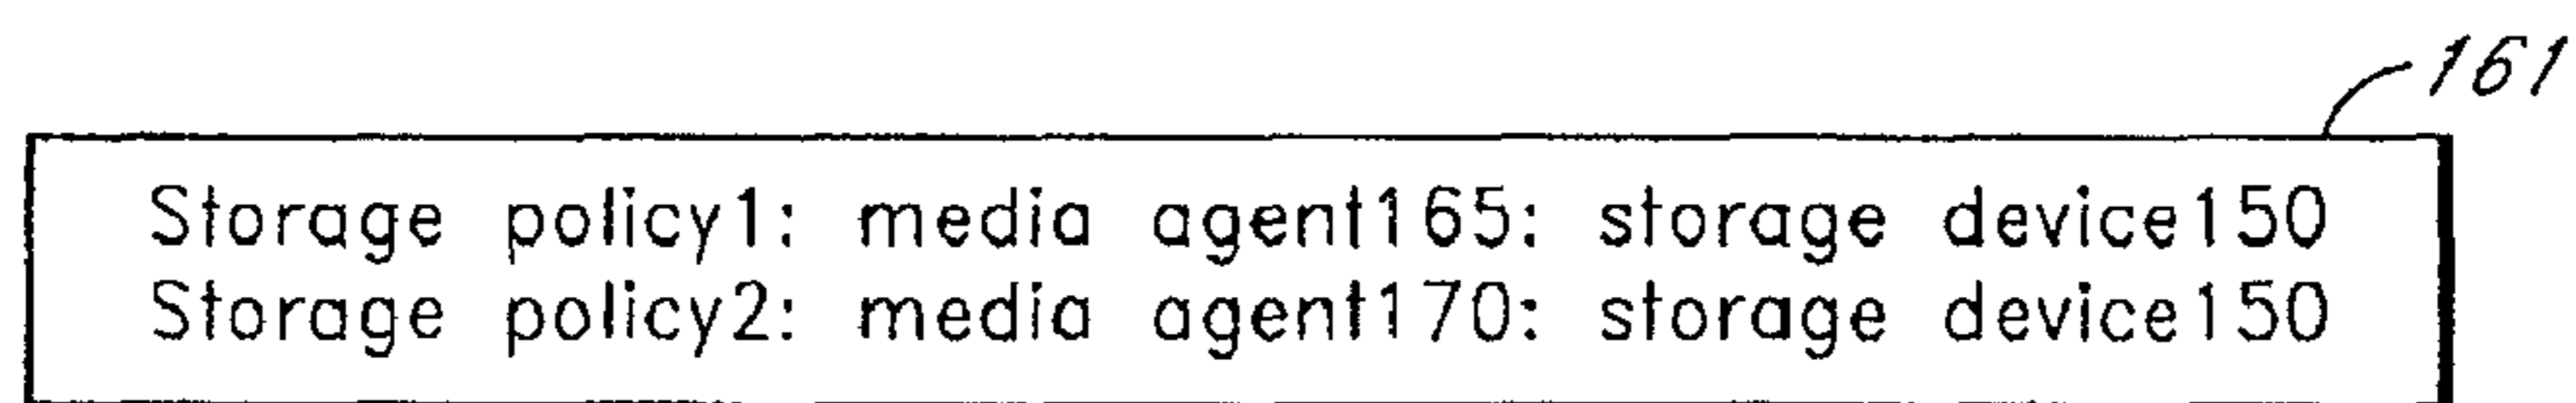 161
Storage policy1: media agent165: storage device150
Storage policy2: media agent170: storage device150